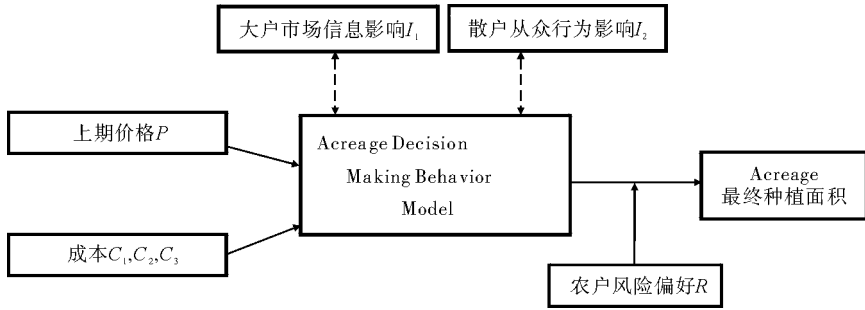 大户市场信息影响I₁
散户从众行为影响I₂
上期价格P
Acreage Decision
Making Behavior
Model
Acreage
最终种植面积
成本C₁,C₂,C₃
农户风险偏好R